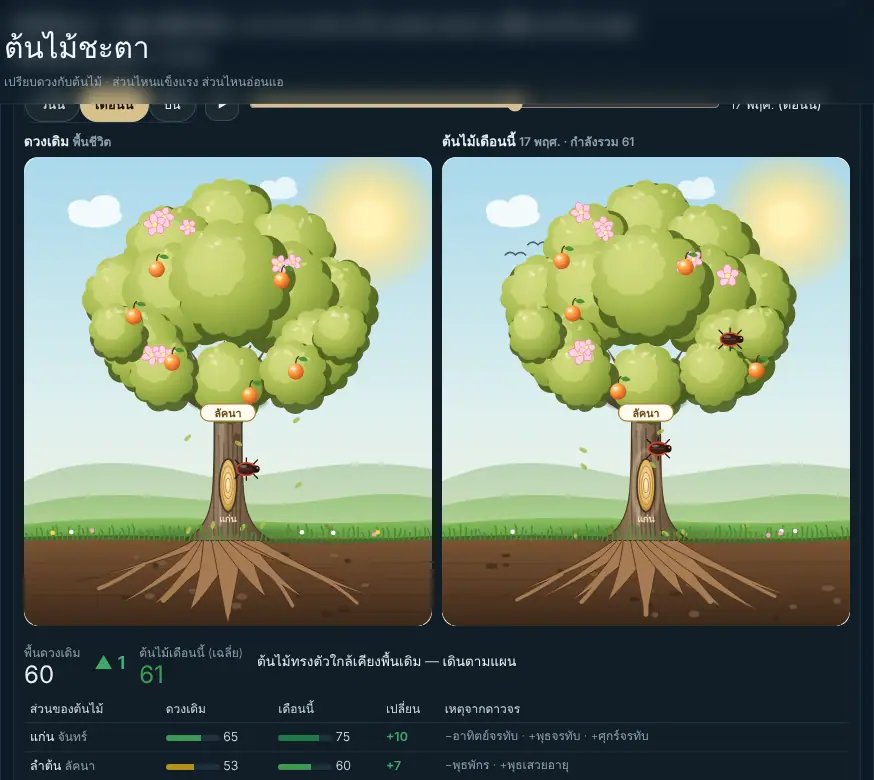 ต้นไม้ชะตา
เปรียบดวงกับต้นไม้ · ส่วนไหนแข็งแรง ส่วนไหนอ่อนแอ
วันนี้ เดือนนี้ ปีนี้ 17 พฤศ. (เดือนนี้)
ดวงเดิม พื้นชีวิต
ต้นไม้เดือนนี้ 17 พฤศ. · กำลังรวม 61
ลัคนา
แก่น
ลัคนา
แก่น
พื้นดวงเดิม
60
▲ 1
ต้นไม้เดือนนี้ (เฉลี่ย)
61
ต้นไม้ทรงตัวใกล้เคียงพื้นเดิม — เดินตามแผน
ส่วนของต้นไม้ ดวงเดิม เดือนนี้ เปลี่ยน เหตุจากดาวจร
แก่น จันทร์ 65 75 +10 −อาทิตย์จรทับ · +พุธจรทับ · +ศุกร์จรทับ
ลำต้น ลัคนา 53 60 +7 −พุธพักร · +พุธเสวยอายุ